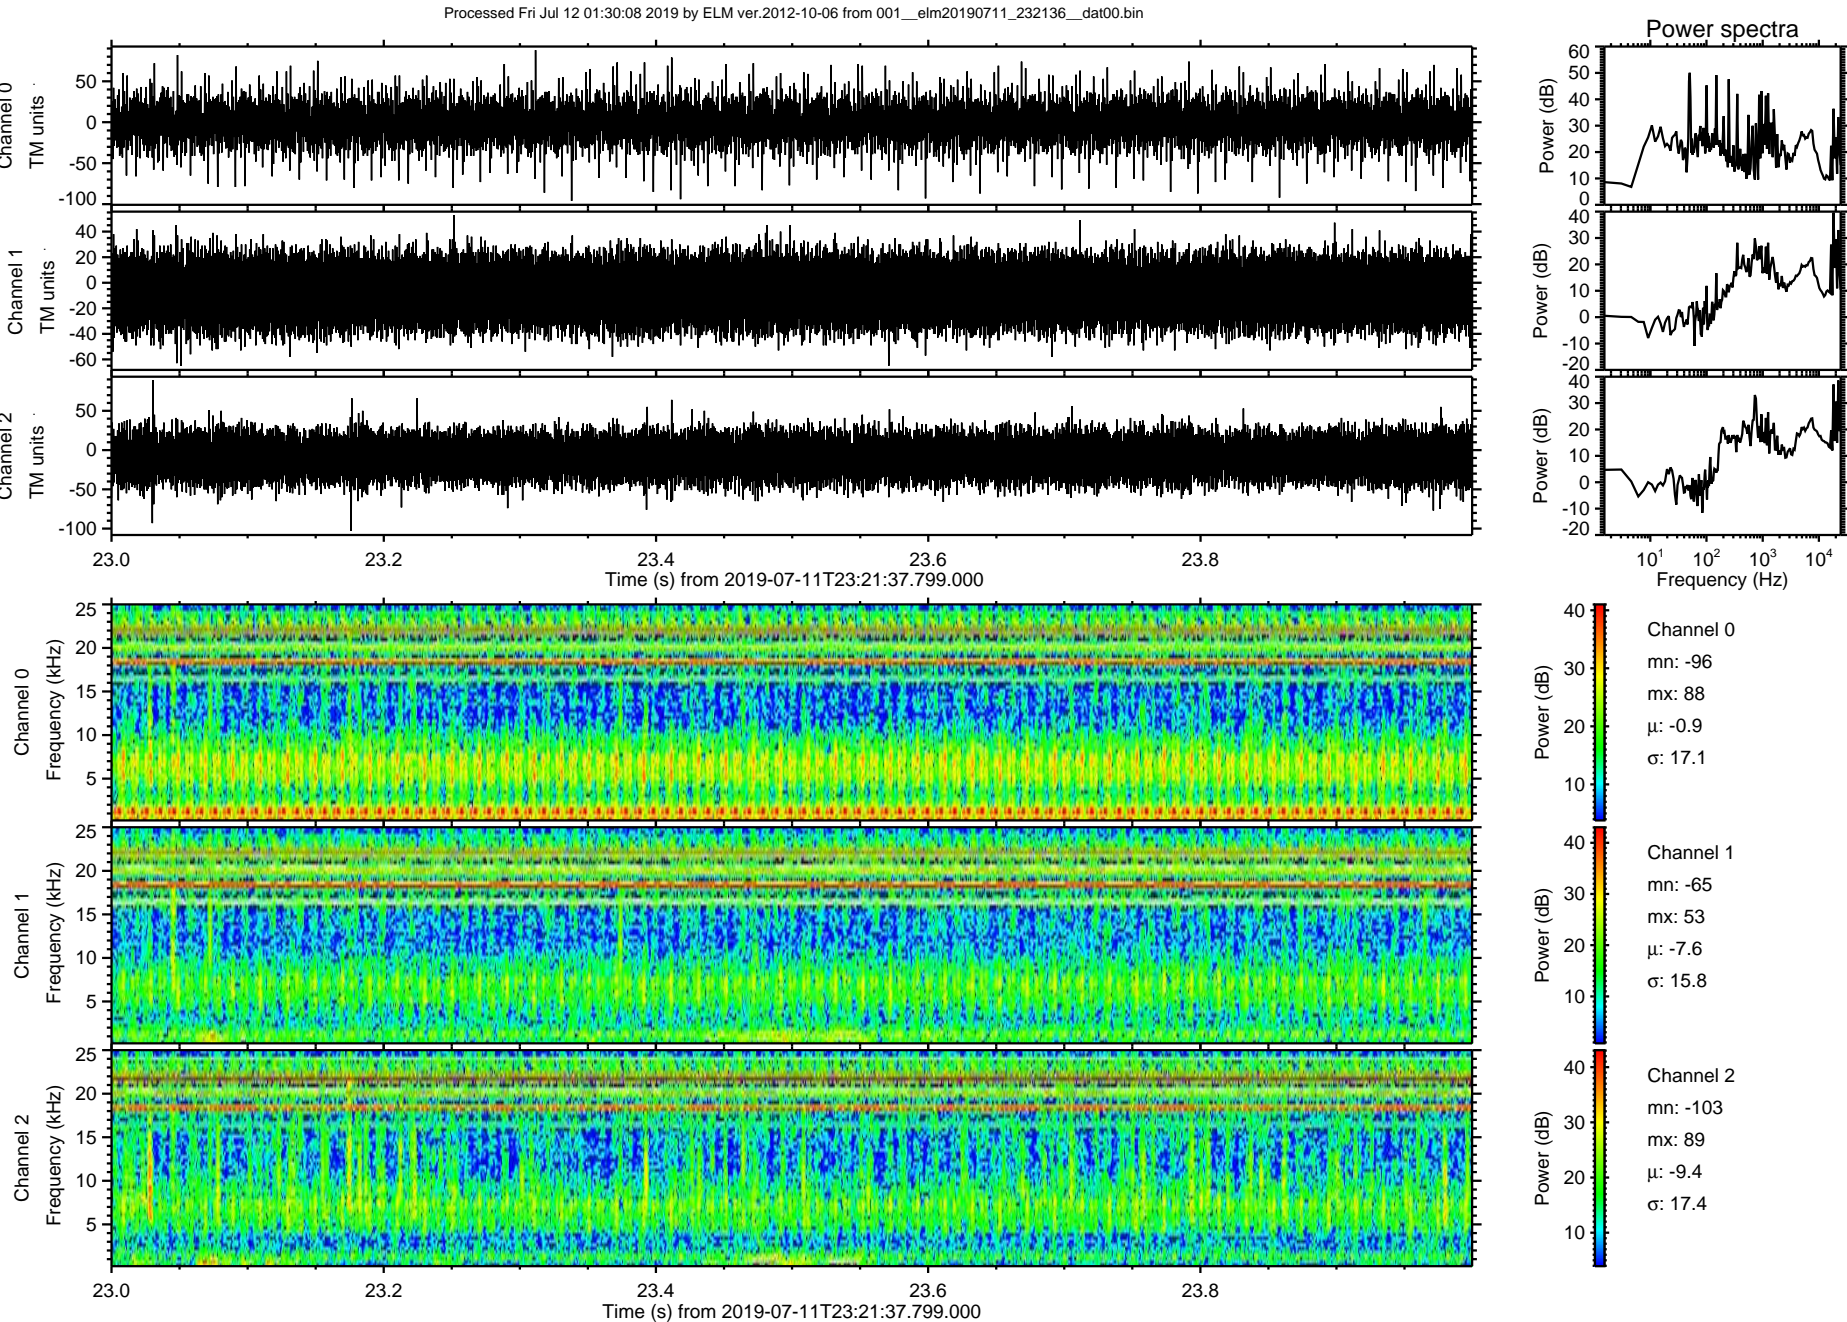 Processed Fri Jul 12 01:30:08 2019 by ELM ver.2012-10-06 from 001__elm20190711_232136__dat00.bin
Power spectra
Channel 0
TM units
50
0
-50
-100
Power (dB)
60
50
40
30
20
10
0
Channel 1
TM units
40
20
0
-20
-40
-60
Power (dB)
40
30
20
10
0
-10
-20
Channel 2
TM units
50
0
-50
-100
Power (dB)
40
30
20
10
0
-10
-20
23.0 23.2 23.4 23.6 23.8
Time (s) from 2019-07-11T23:21:37.799.000
10¹ 10² 10³ 10⁴
Frequency (Hz)
Channel 0
Frequency (kHz)
25
20
15
10
5
Power (dB)
40
30
20
10
Channel 0
mn: -96
mx: 88
μ: -0.9
σ: 17.1
Channel 1
Frequency (kHz)
25
20
15
10
5
Power (dB)
40
30
20
10
Channel 1
mn: -65
mx: 53
μ: -7.6
σ: 15.8
Channel 2
Frequency (kHz)
25
20
15
10
5
Power (dB)
40
30
20
10
Channel 2
mn: -103
mx: 89
μ: -9.4
σ: 17.4
23.0 23.2 23.4 23.6 23.8
Time (s) from 2019-07-11T23:21:37.799.000